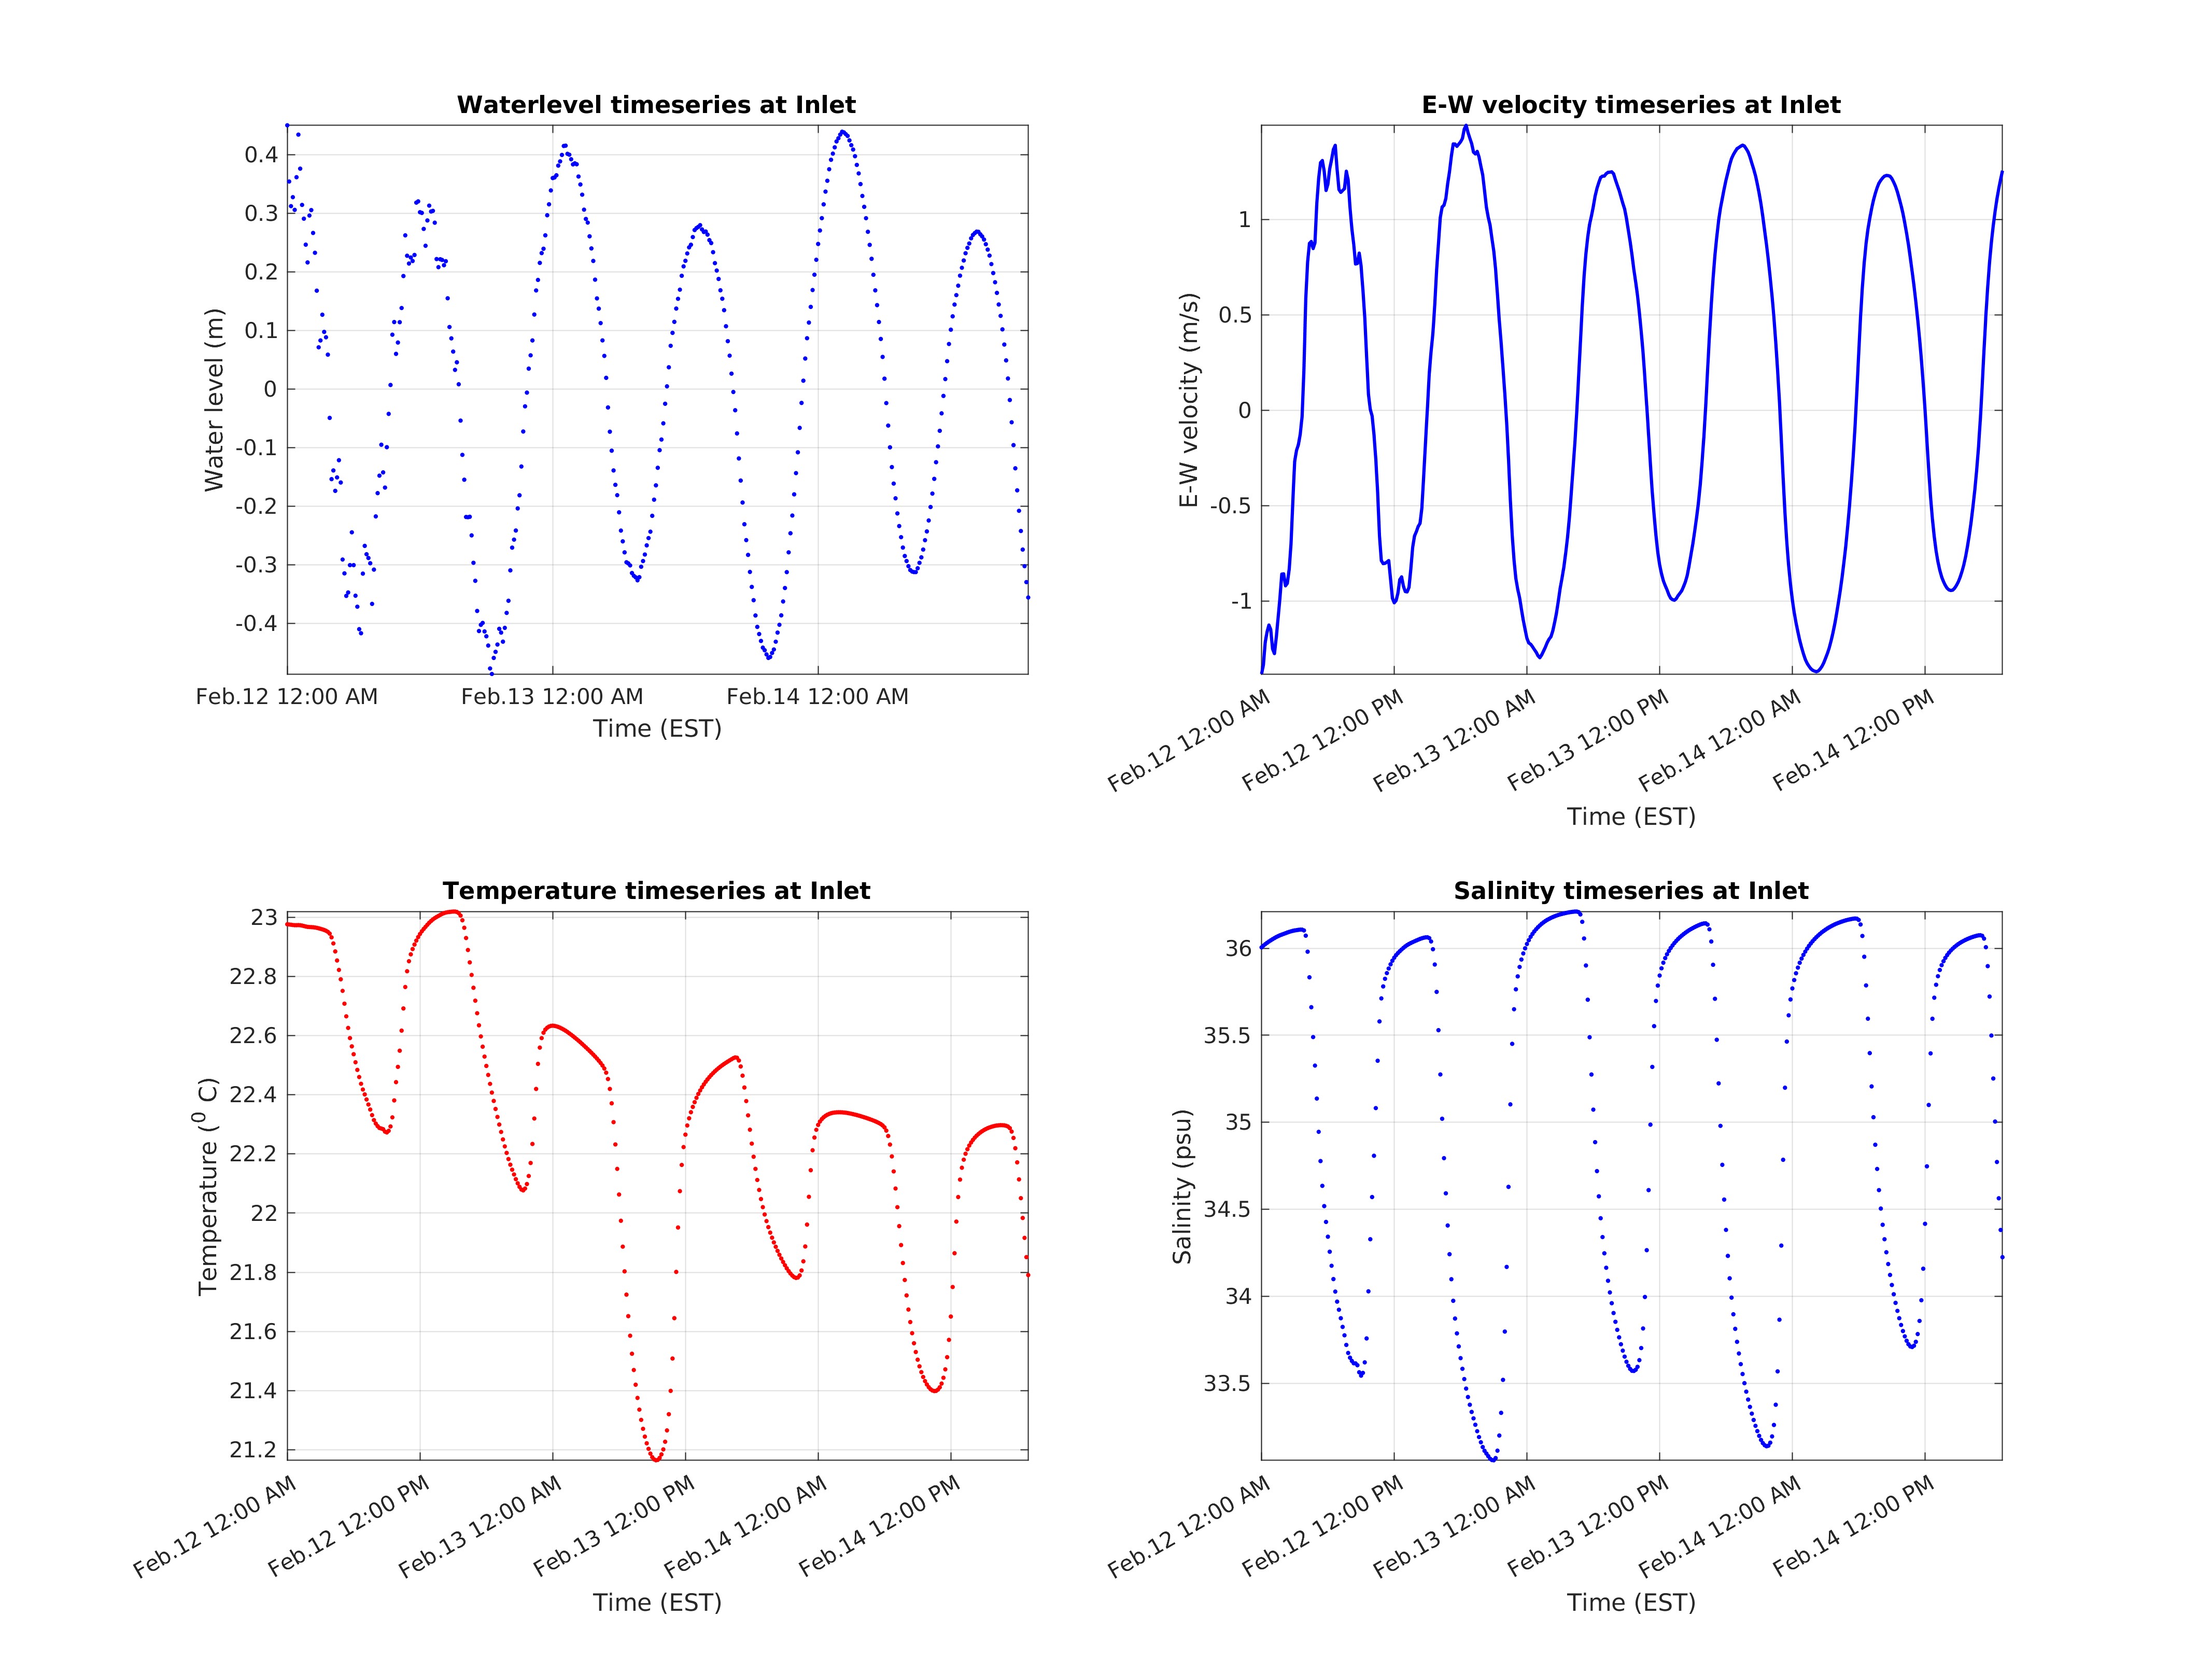 Waterlevel timeseries at Inlet
0.4
0.3
0.2
0.1
0
-0.1
-0.2
-0.3
-0.4
Water level (m)
Feb.12 12:00 AM Feb.13 12:00 AM Feb.14 12:00 AM
Time (EST)
E-W velocity timeseries at Inlet
1
0.5
0
-0.5
-1
E-W velocity (m/s)
Feb.12 12:00 AM
Feb.12 12:00 PM
Feb.13 12:00 AM
Feb.13 12:00 PM
Feb.14 12:00 AM
Feb.14 12:00 PM
Time (EST)
Temperature timeseries at Inlet
23
22.8
22.6
22.4
22.2
22
21.8
21.6
21.4
21.2
Temperature (⁰ C)
Feb.12 12:00 AM
Feb.12 12:00 PM
Feb.13 12:00 AM
Feb.13 12:00 PM
Feb.14 12:00 AM
Feb.14 12:00 PM
Time (EST)
Salinity timeseries at Inlet
36
35.5
35
34.5
34
33.5
Salinity (psu)
Feb.12 12:00 AM
Feb.12 12:00 PM
Feb.13 12:00 AM
Feb.13 12:00 PM
Feb.14 12:00 AM
Feb.14 12:00 PM
Time (EST)